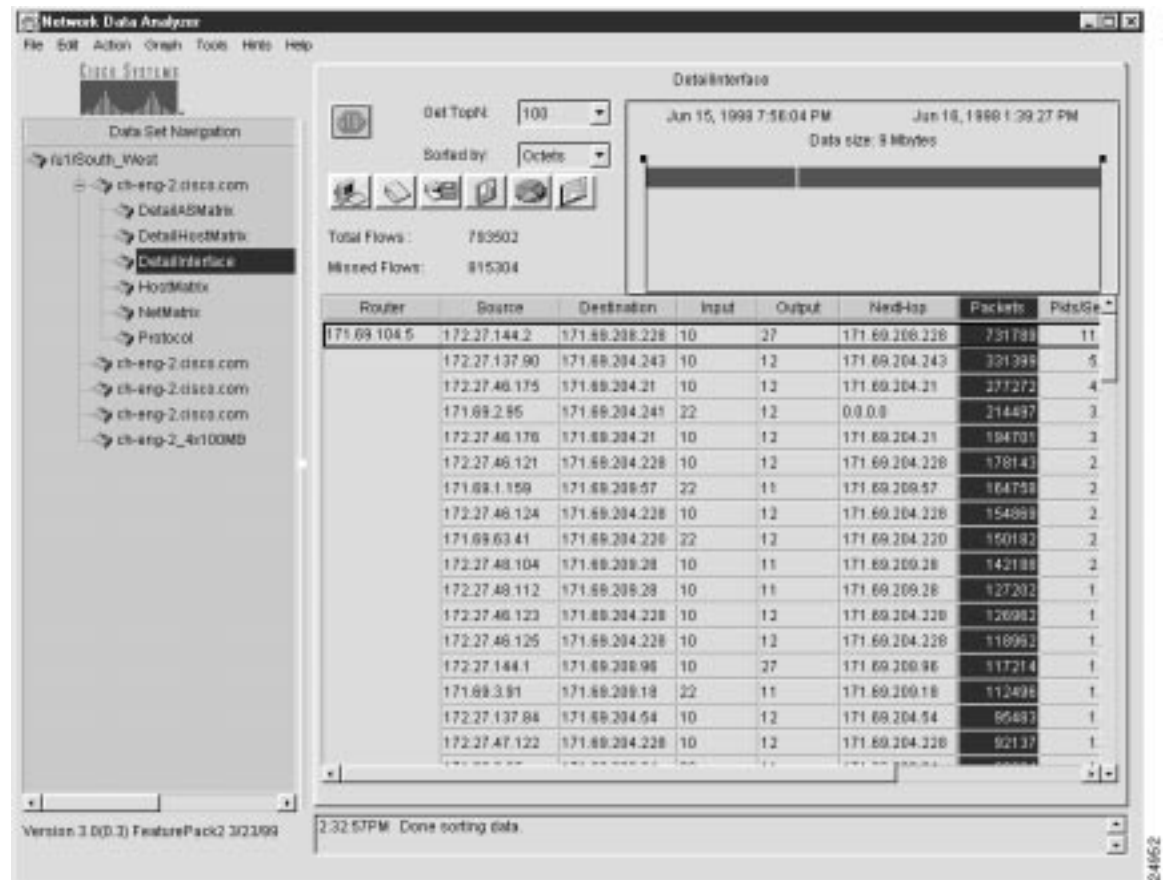 Network Data Analyzer
File Edit Action Graph Tools Hints Help
CISCO SYSTEMS
Data Set Navigation
/u1/South_West
ch-eng-2.cisco.com
DetailASMatrix
DetailHostMatrix
DetailInterface
HostMatrix
NetMatrix
Protocol
ch-eng-2.cisco.com
ch-eng-2.cisco.com
ch-eng-2.cisco.com
ch-eng-2_4x100MB
Version 3.0(0.3) FeaturePack2 3/23/99
DetailInterface
Get TopN: 100
Sorted by: Octets
Total Flows: 793502
Missed Flows: 815304
Jun 15, 1998 7:56:04 PM Jun 16, 1998 1:39:27 PM
Data size: 9 Mbytes
Router Source Destination Input Output NextHop Packets Pkts/Se
171.69.104.5 172.27.144.2 171.68.208.228 10 27 171.69.208.228 731788 11
172.27.137.90 171.69.204.243 10 12 171.69.204.243 331399 5
172.27.46.175 171.69.204.21 10 12 171.69.204.21 277272 4
171.69.2.95 171.69.204.241 22 12 0.0.0.0 214497 3
172.27.46.176 171.69.204.21 10 12 171.69.204.21 194701 3
172.27.46.121 171.69.204.228 10 12 171.69.204.228 178143 2
171.69.1.159 171.69.209.57 22 11 171.69.209.57 164758 2
172.27.46.124 171.69.204.228 10 12 171.69.204.228 154869 2
171.69.63.41 171.69.204.220 22 12 171.69.204.220 150182 2
172.27.48.104 171.69.209.28 10 11 171.69.209.28 142188 2
172.27.48.112 171.69.209.28 10 11 171.69.209.28 127202 1
172.27.46.123 171.69.204.228 10 12 171.69.204.228 126962 1
172.27.46.125 171.69.204.228 10 12 171.69.204.228 118962 1
172.27.144.1 171.69.208.96 10 27 171.69.208.96 117214 1
171.69.3.91 171.69.209.18 22 11 171.69.209.18 112496 1
172.27.137.84 171.69.204.54 10 12 171.69.204.54 95483 1
172.27.47.122 171.69.204.228 10 12 171.69.204.228 92137 1
2:32:57PM Done sorting data.
24952